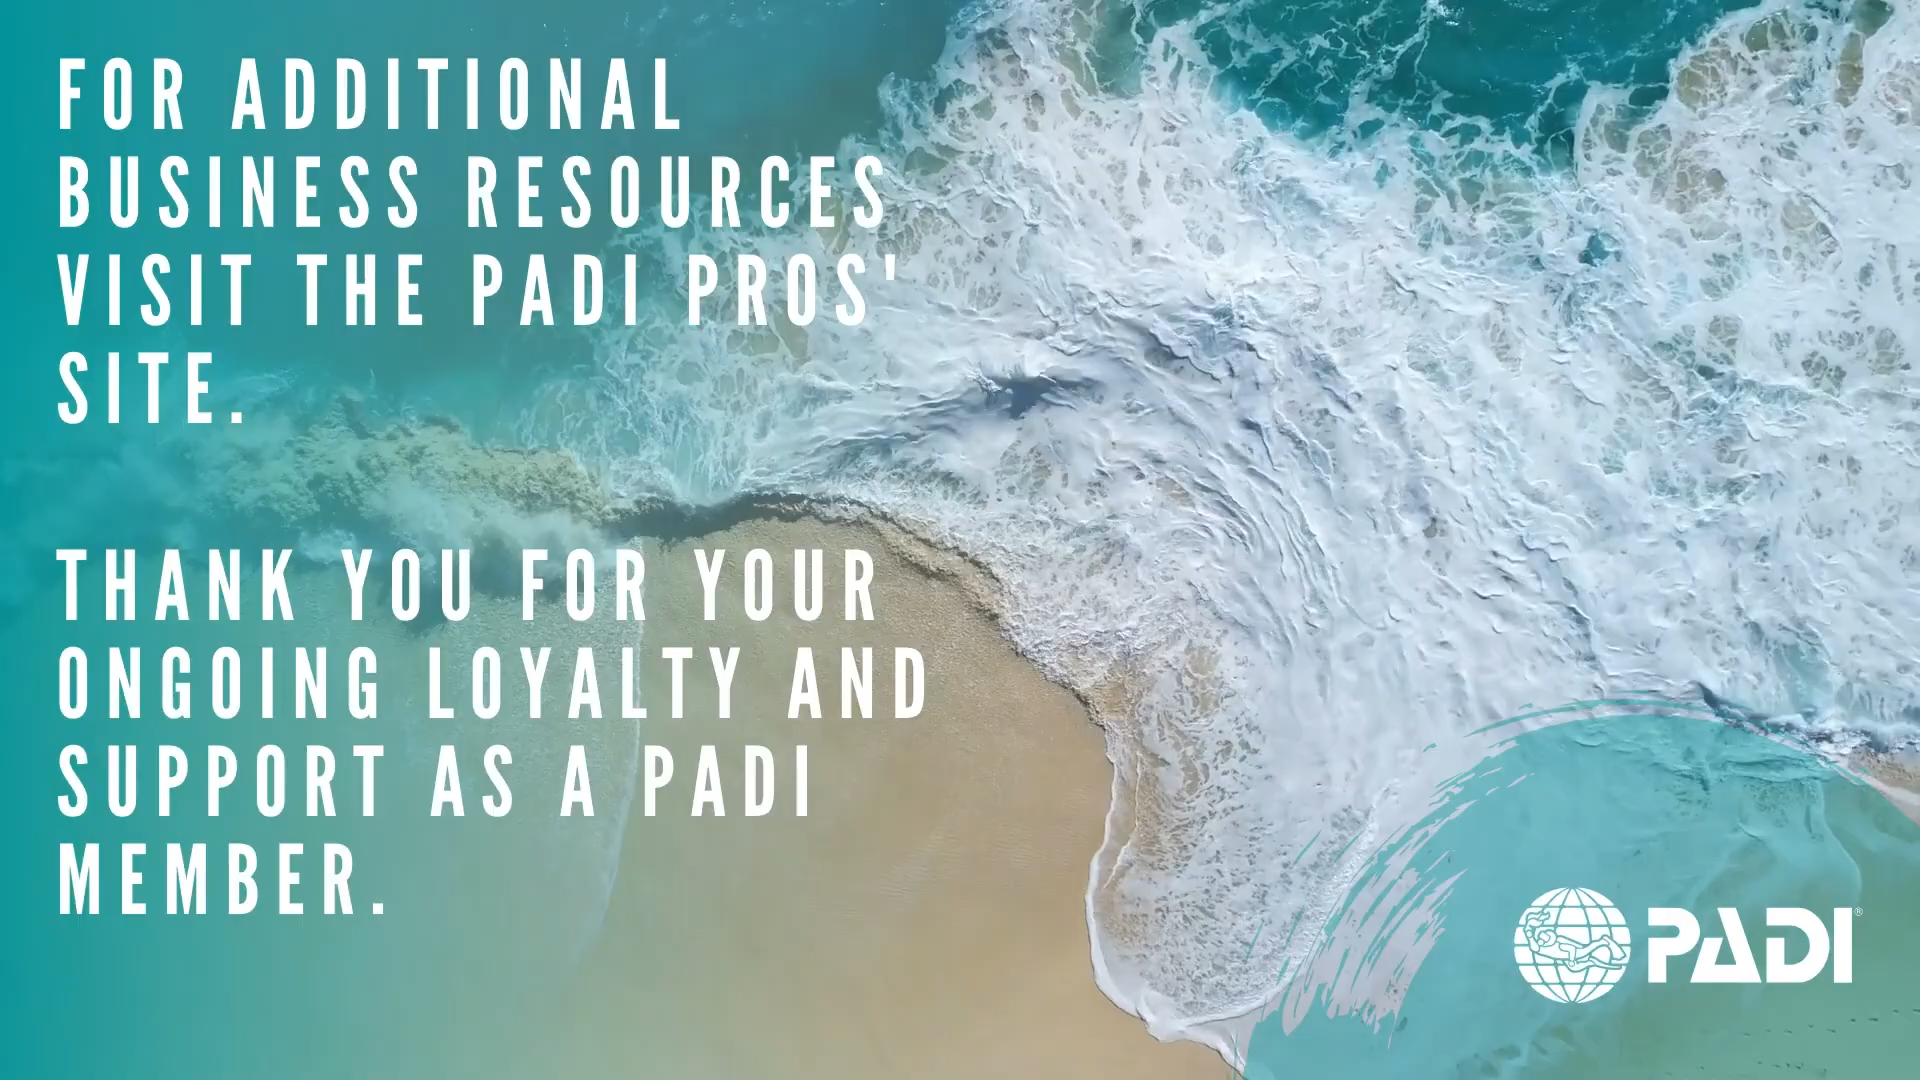 FOR ADDITIONAL
BUSINESS RESOURCES
VISIT THE PADI PROS'
SITE.
THANK YOU FOR YOUR
ONGOING LOYALTY AND
SUPPORT AS A PADI
MEMBER.
PADI®